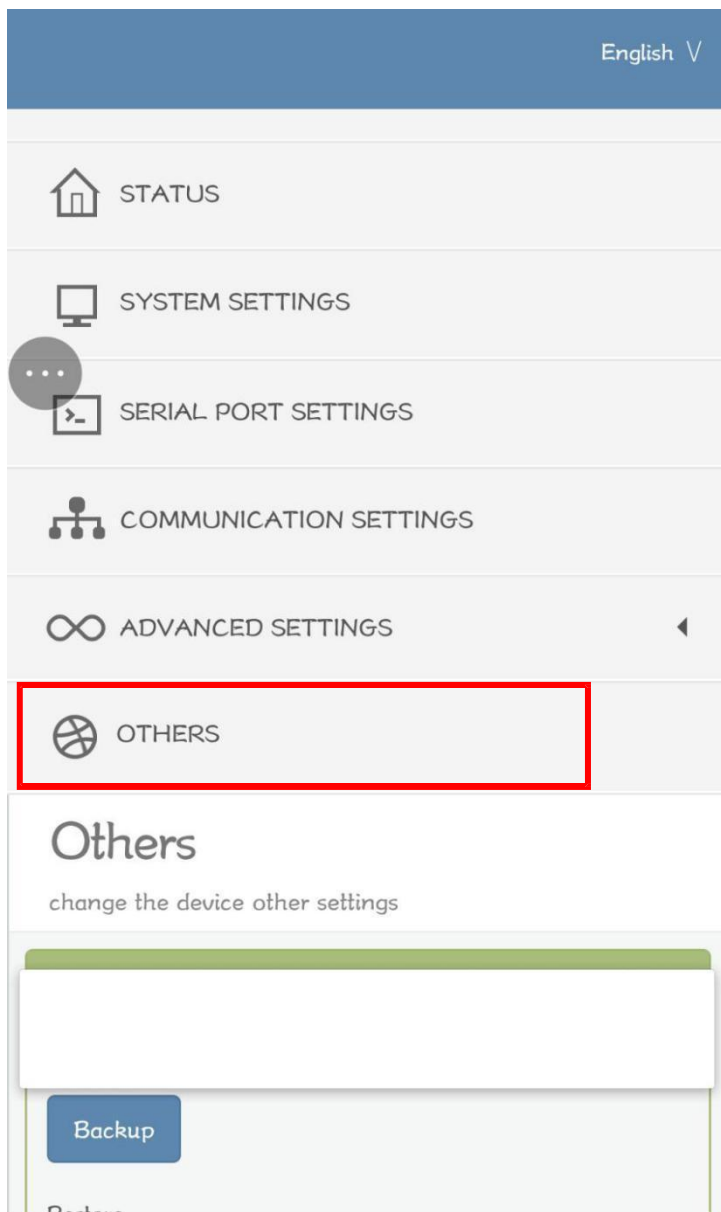 English V
STATUS
SYSTEM SETTINGS
SERIAL PORT SETTINGS
COMMUNICATION SETTINGS
ADVANCED SETTINGS
OTHERS
Others
change the device other settings
Backup